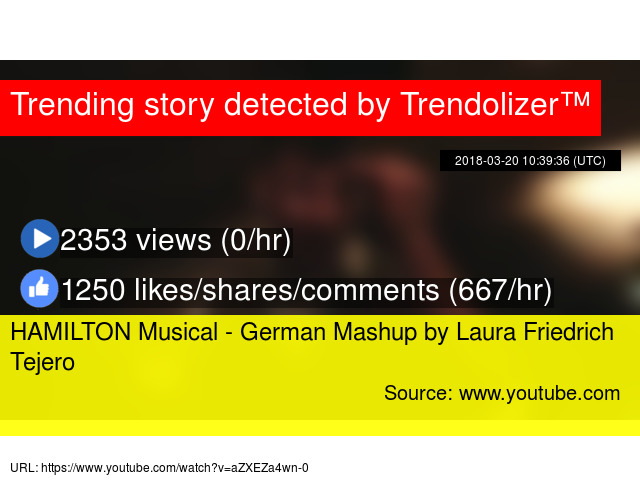 Trending story detected by Trendolizer™
2018-03-20 10:39:36 (UTC)
2353 views (0/hr)
1250 likes/shares/comments (667/hr)
HAMILTON Musical - German Mashup by Laura Friedrich
Tejero
Source: www.youtube.com
URL: https://www.youtube.com/watch?v=aZXEZa4wn-0